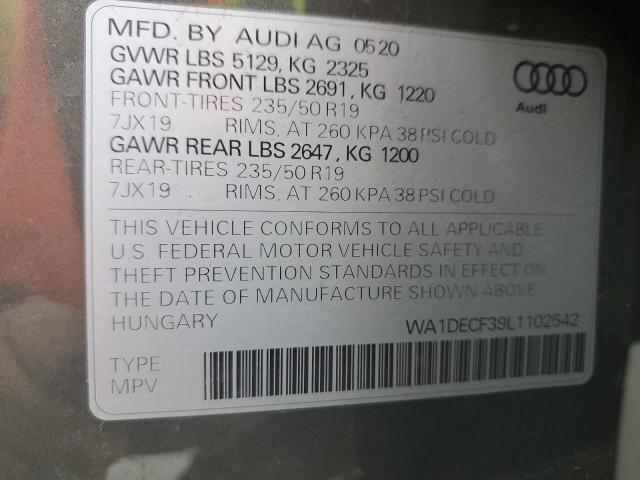 MFD. BY AUDI AG 0520
GVWR LBS 5129, KG 2325
GAWR FRONT LBS 2691, KG 1220
FRONT-TIRES 235/50 R19
7JX19 RIMS, AT 260 KPA 38 PSI COLD
GAWR REAR LBS 2647, KG 1200
REAR-TIRES 235/50 R19
7JX19 RIMS, AT 260 KPA 38 PSI COLD
Audi
THIS VEHICLE CONFORMS TO ALL APPLICABLE
U.S. FEDERAL MOTOR VEHICLE SAFETY AND
THEFT PREVENTION STANDARDS IN EFFECT ON
THE DATE OF MANUFACTURE SHOWN ABOVE
HUNGARY WA1DECF39L1102542
TYPE:
MPV